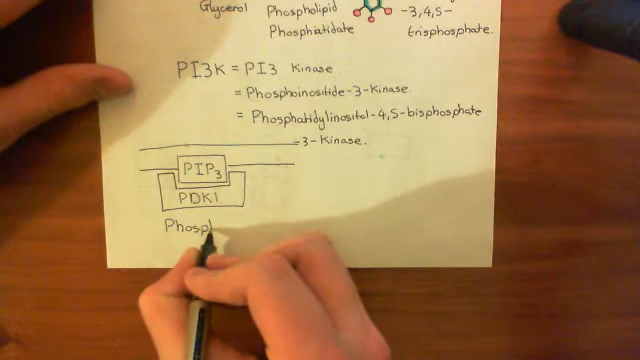 Glycerol Phospholipid -3,4,5-
Phosphatidate trisphosphate.
PI3K = PI3 Kinase
= Phosphoinositide-3-Kinase
= Phosphatidylinositol-4,5-bisphosphate
-3-Kinase.
PIP3
PDK1
Phospl